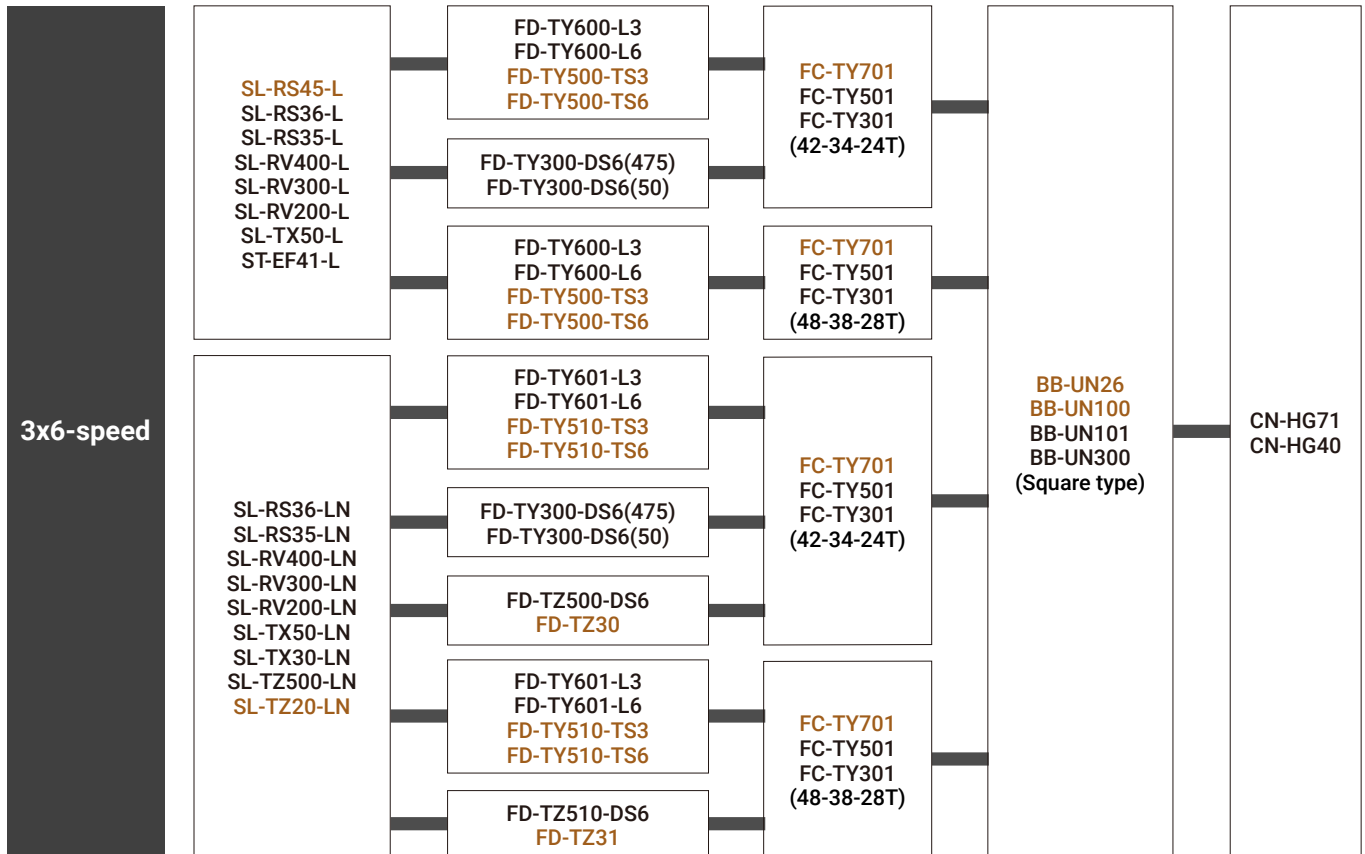 3x6-speed
SL-RS45-L
SL-RS36-L
SL-RS35-L
SL-RV400-L
SL-RV300-L
SL-RV200-L
SL-TX50-L
ST-EF41-L
FD-TY600-L3
FD-TY600-L6
FD-TY500-TS3
FD-TY500-TS6
FD-TY300-DS6(475)
FD-TY300-DS6(50)
FC-TY701
FC-TY501
FC-TY301
(42-34-24T)
FD-TY600-L3
FD-TY600-L6
FD-TY500-TS3
FD-TY500-TS6
FC-TY701
FC-TY501
FC-TY301
(48-38-28T)
SL-RS36-LN
SL-RS35-LN
SL-RV400-LN
SL-RV300-LN
SL-RV200-LN
SL-TX50-LN
SL-TX30-LN
SL-TZ500-LN
SL-TZ20-LN
FD-TY601-L3
FD-TY601-L6
FD-TY510-TS3
FD-TY510-TS6
FD-TY300-DS6(475)
FD-TY300-DS6(50)
FD-TZ500-DS6
FD-TZ30
FC-TY701
FC-TY501
FC-TY301
(42-34-24T)
FD-TY601-L3
FD-TY601-L6
FD-TY510-TS3
FD-TY510-TS6
FD-TZ510-DS6
FD-TZ31
FC-TY701
FC-TY501
FC-TY301
(48-38-28T)
BB-UN26
BB-UN100
BB-UN101
BB-UN300
(Square type)
CN-HG71
CN-HG40